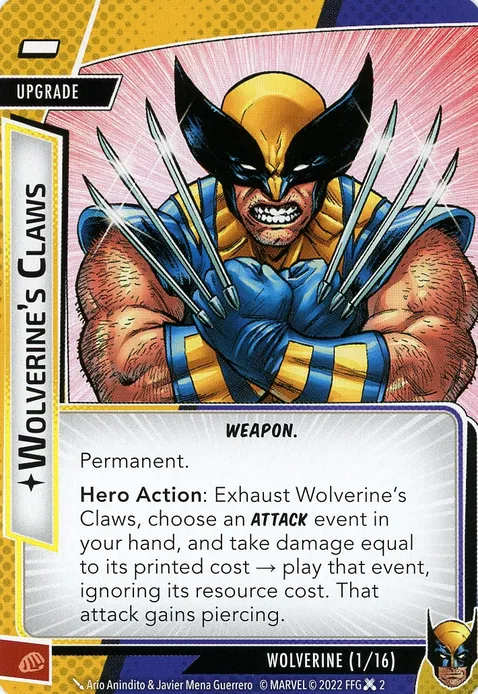 –
UPGRADE
WOLVERINE'S CLAWS
WEAPON.
Permanent.
Hero Action: Exhaust Wolverine's
Claws, choose an ATTACK event in
your hand, and take damage equal
to its printed cost → play that event,
ignoring its resource cost. That
attack gains piercing.
WOLVERINE (1/16)
Ario Anindito & Javier Mena Guerrero © MARVEL © 2022 FFG 2